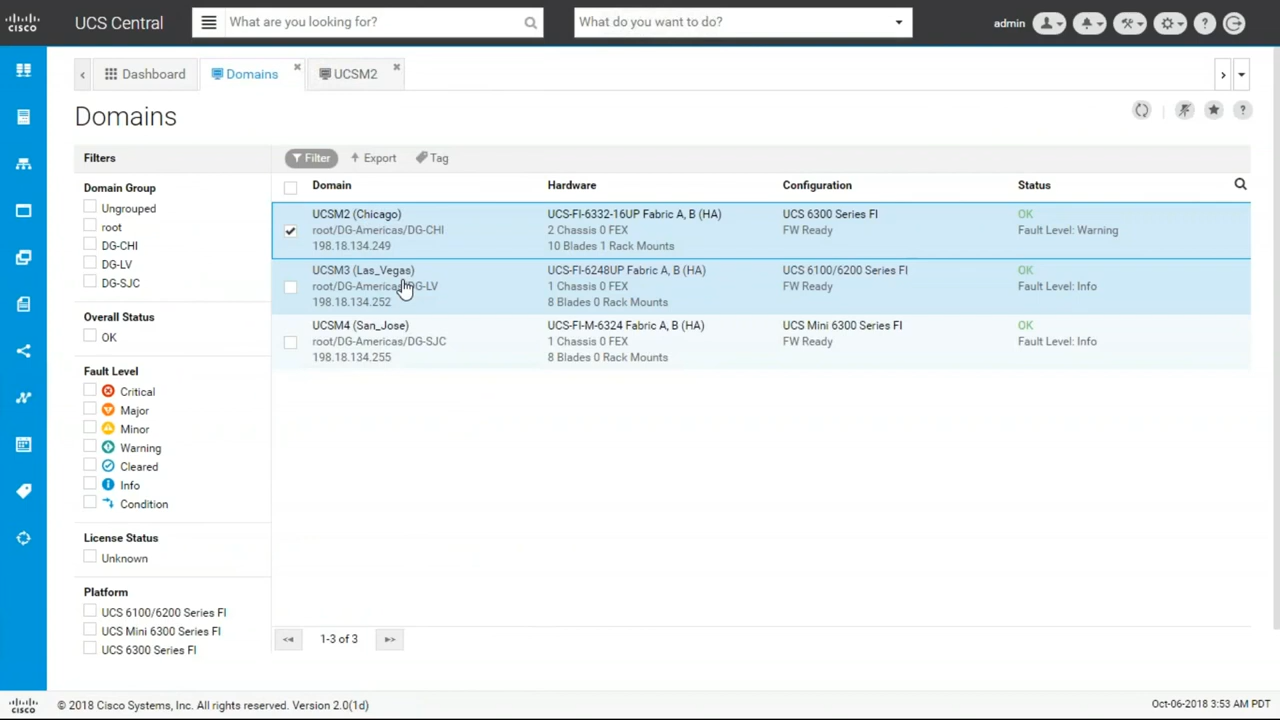 CISCO
UCS Central
What are you looking for?
What do you want to do?
admin
Dashboard
Domains
UCSM2
Domains
Filters
Filter
Export
Tag
Domain Group
Ungrouped
root
DG-CHI
DG-LV
DG-SJC
Overall Status
OK
Fault Level
Critical
Major
Minor
Warning
Cleared
Info
Condition
License Status
Unknown
Platform
UCS 6100/6200 Series FI
UCS Mini 6300 Series FI
UCS 6300 Series FI
Domain Hardware Configuration Status
UCSM2 (Chicago) UCS-FI-6332-16UP Fabric A, B (HA) UCS 6300 Series FI OK
root/DG-Americas/DG-CHI 2 Chassis 0 FEX FW Ready Fault Level: Warning
198.18.134.249 10 Blades 1 Rack Mounts
UCSM3 (Las_Vegas) UCS-FI-6248UP Fabric A, B (HA) UCS 6100/6200 Series FI OK
root/DG-Americas/DG-LV 1 Chassis 0 FEX FW Ready Fault Level: Info
198.18.134.252 8 Blades 0 Rack Mounts
UCSM4 (San_Jose) UCS-FI-M-6324 Fabric A, B (HA) UCS Mini 6300 Series FI OK
root/DG-Americas/DG-SJC 1 Chassis 0 FEX FW Ready Fault Level: Info
198.18.134.255 8 Blades 0 Rack Mounts
1-3 of 3
CISCO © 2018 Cisco Systems, Inc. All rights reserved. Version 2.0(1d) Oct-06-2018 3:53 AM PDT